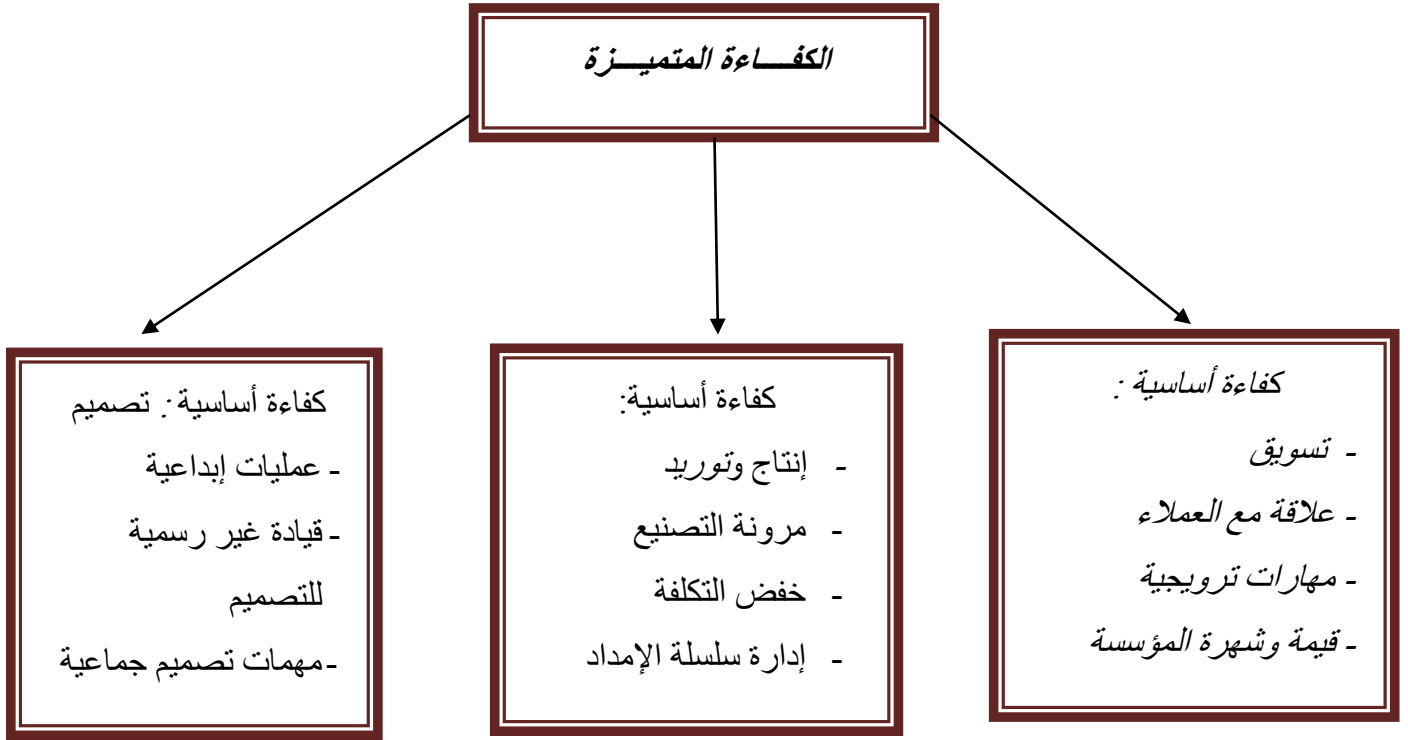 الكفـــاءة المتميـــزة
كفاءة أساسية :
- تسويق
- علاقة مع العملاء
- مهارات ترويجية
- قيمة وشهرة المؤسسة
كفاءة أساسية:
- إنتاج وتوريد
- مرونة التصنيع
- خفض التكلفة
- إدارة سلسلة الإمداد
كفاءة أساسية : تصميم
- عمليات إبداعية
- قيادة غير رسمية
للتصميم
- مهمات تصميم جماعية